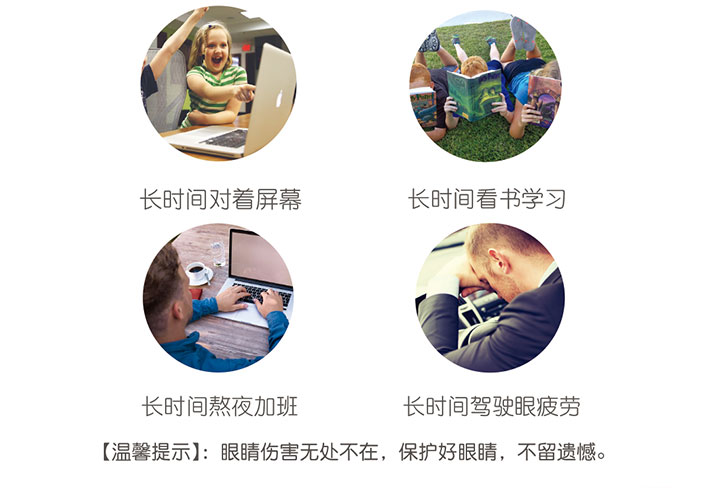 长时间对着屏幕
长时间看书学习
长时间熬夜加班
长时间驾驶眼疲劳
【温馨提示】：眼睛伤害无处不在，保护好眼睛，不留遗憾。